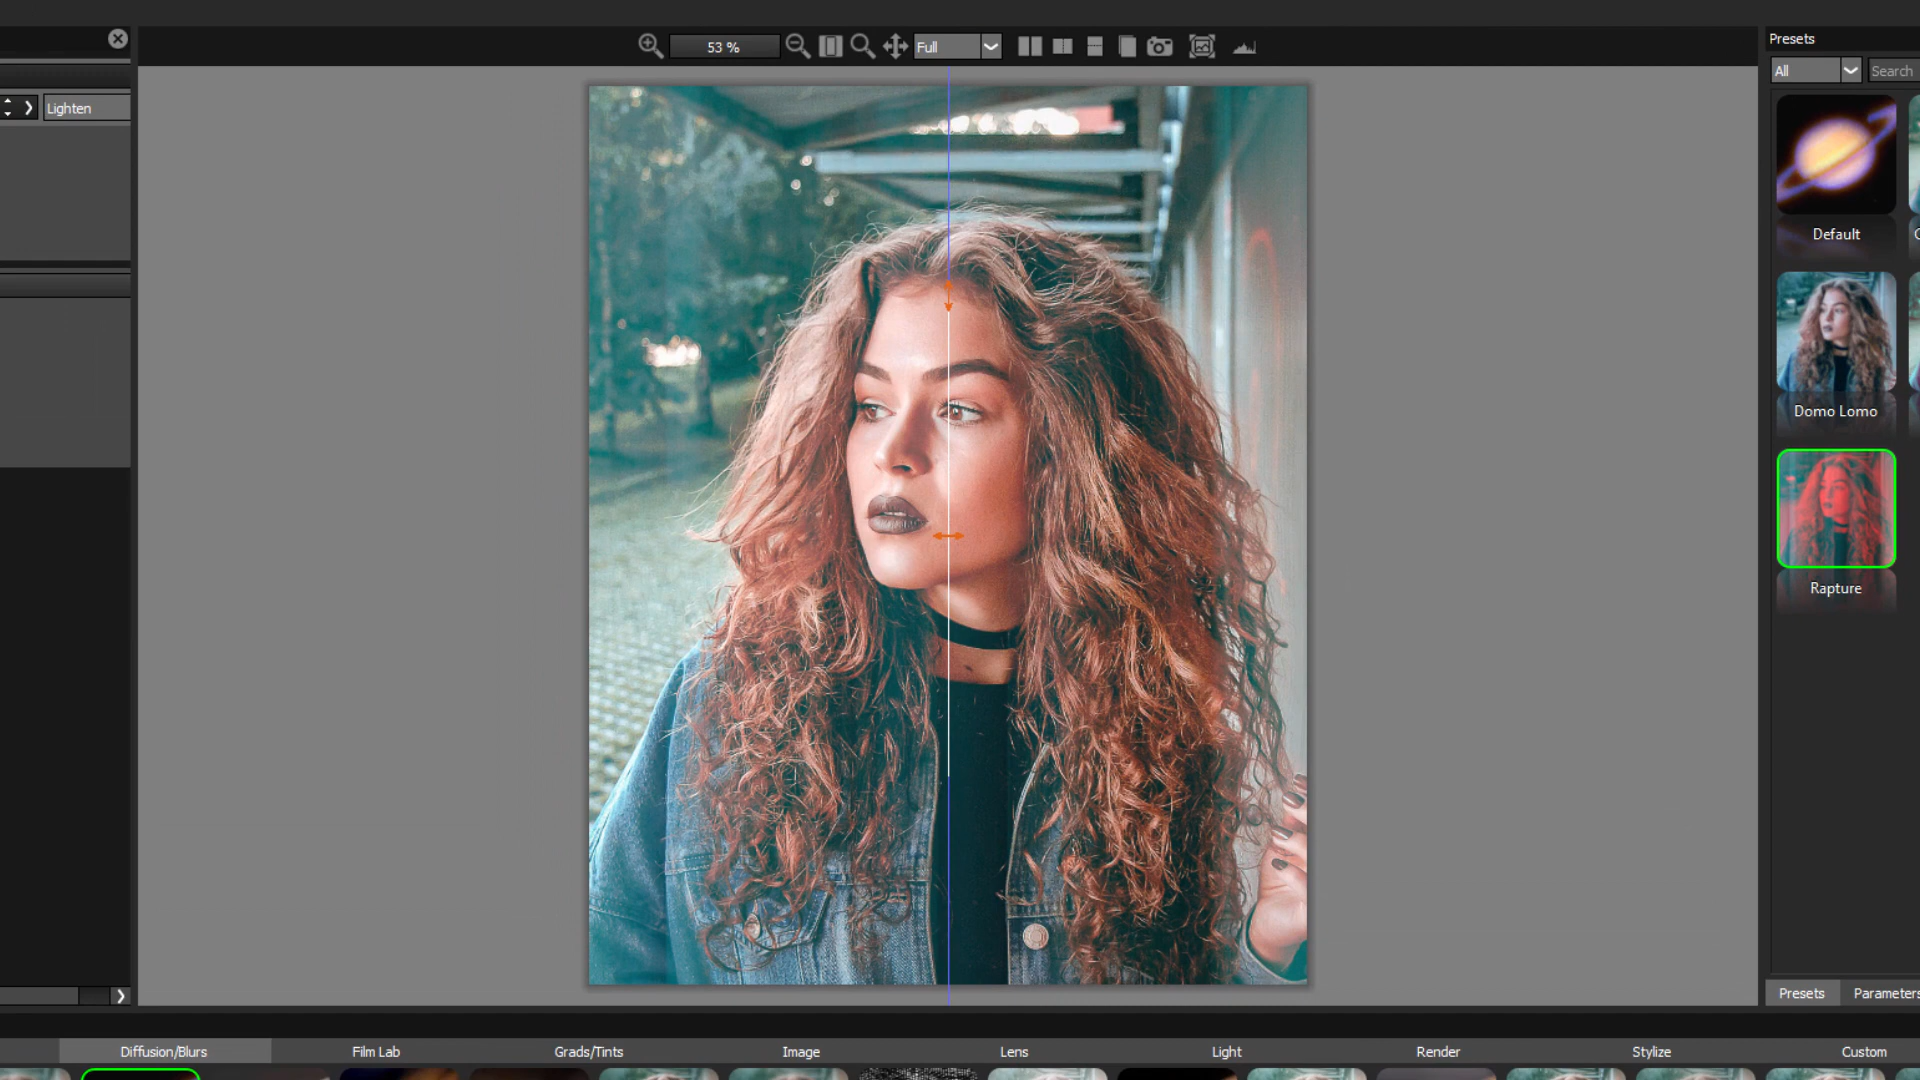 53 %
Full
Presets
All
Search
Lighten
Default
Domo Lomo
Rapture
Presets
Parameters
Diffusion/Blurs
Film Lab
Grads/Tints
Image
Lens
Light
Render
Stylize
Custom